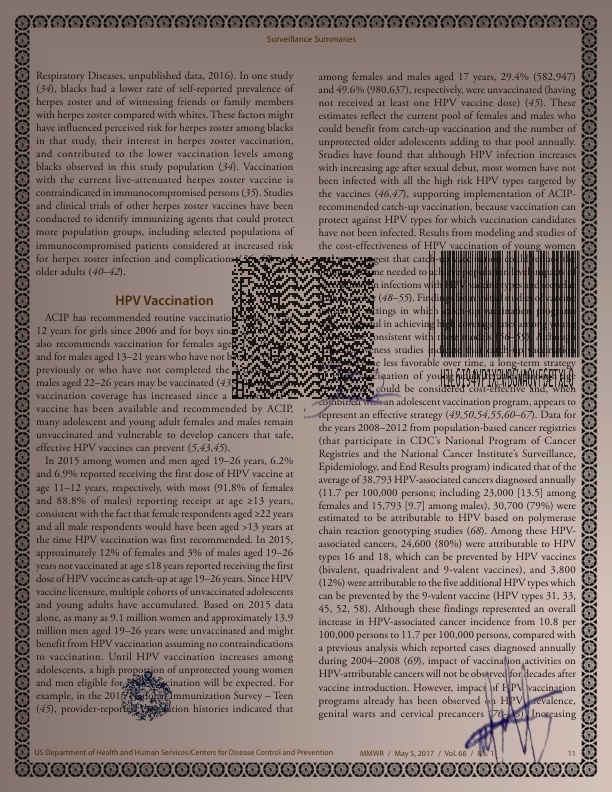 Surveillance Summaries
Respiratory Diseases, unpublished data, 2016). In one study
(34), blacks had a lower rate of self-reported prevalence of
herpes zoster and of witnessing friends or family members
with herpes zoster compared with whites. These factors might
have influenced perceived risk for herpes zoster among blacks
in that study, their interest in herpes zoster vaccination,
and contributed to the lower vaccination levels among
blacks observed in this study population (34). Vaccination
with the current live-attenuated herpes zoster vaccine is
contraindicated in immunocompromised persons (35). Studies
and clinical trials of other herpes zoster vaccines have been
conducted to identify immunizing agents that could protect
more population groups, including selected populations of
immunocompromised patients considered at increased risk
for herpes zoster infection and complications
older adults (40–42).
HPV Vaccination
ACIP has recommended routine vaccination
12 years for girls since 2006 and for boys since
also recommends vaccination for females aged
and for males aged 13–21 years who have not
previously or who have not completed the
males aged 22–26 years may be vaccinated
vaccination coverage has increased since a
vaccine has been available and recommended by ACIP,
many adolescent and young adult females and males remain
unvaccinated and vulnerable to develop cancers that safe,
effective HPV vaccines can prevent (5,43,45).
In 2015 among women and men aged 19–26 years, 6.2%
and 6.9% reported receiving the first dose of HPV vaccine at
age 11–12 years, respectively, with most (91.8% of females
and 88.8% of males) reporting receipt at age ≥13 years,
consistent with the fact that female respondents aged ≥22 years
and all male respondents would have been aged >13 years at
the time HPV vaccination was first recommended. In 2015,
approximately 12% of females and 3% of males aged 19–26
years not vaccinated at age ≤18 years reported receiving the first
dose of HPV vaccine as catch-up at age 19–26 years. Since HPV
vaccine licensure, multiple cohorts of unvaccinated adolescents
and young adults have accumulated. Based on 2015 data
alone, as many as 9.1 million women and approximately 13.9
million men aged 19–26 years were unvaccinated and might
benefit from HPV vaccination assuming no contraindications
to vaccination. Until HPV vaccination increases among
adolescents, a high proportion of unprotected young women
and men eligible for vaccination will be expected. For
example, in the 2015 National Immunization Survey – Teen
(45), provider-reported vaccination histories indicated that
among females and males aged 17 years, 29.4% (582,947)
and 49.6% (980,637), respectively, were unvaccinated (having
not received at least one HPV vaccine dose) (45). These
estimates reflect the current pool of females and males who
could benefit from catch-up vaccination and the number of
unprotected older adolescents adding to that pool annually.
Studies have found that although HPV infection increases
with increasing age after sexual debut, most women have not
been infected with all the high risk HPV types targeted by
the vaccines (46,47), supporting implementation of ACIP-
recommended catch-up vaccination, because vaccination can
protect against HPV types for which vaccination candidates
have not been infected. Results from modeling and studies of
the cost-effectiveness of HPV vaccination of young women
suggest that catch-up
needed to achieve
infections with HPV vaccine types
(48–55). Findings
settings in which
in achieving high coverage rates among young
consistent with these models (56–59).
studies
less favorable over time, a long-term strategy
of
could be considered cost-effective and, when
combined with an adolescent vaccination program, appears to
represent an effective strategy (49,50,54,55,60–67). Data for
the years 2008–2012 from population-based cancer registries
(that participate in CDC's National Program of Cancer
Registries and the National Cancer Institute's Surveillance,
Epidemiology, and End Results program) indicated that of the
average of 38,793 HPV-associated cancers diagnosed annually
(11.7 per 100,000 persons; including 23,000 [13.5] among
females and 15,793 [9.7] among males), 30,700 (79%) were
estimated to be attributable to HPV based on polymerase
chain reaction genotyping studies (68). Among these HPV-
associated cancers, 24,600 (80%) were attributable to HPV
types 16 and 18, which can be prevented by HPV vaccines
(bivalent, quadrivalent and 9-valent vaccines), and 3,800
(12%) were attributable to the five additional HPV types which
can be prevented by the 9-valent vaccine (HPV types 31, 33,
45, 52, 58). Although these findings represented an overall
increase in HPV-associated cancer incidence from 10.8 per
100,000 persons to 11.7 per 100,000 persons, compared with
a previous analysis which reported cases diagnosed annually
during 2004–2008 (69), impact of vaccination activities on
HPV-attributable cancers will not be observed for decades after
vaccine introduction. However, impact of HPV vaccination
programs already has been observed on HPV prevalence,
genital warts and cervical precancers Increasing
US Department of Health and Human Services/Centers for Disease Control and Prevention
MMWR / May 5, 2017 / Vol. 66 / No. 11
11